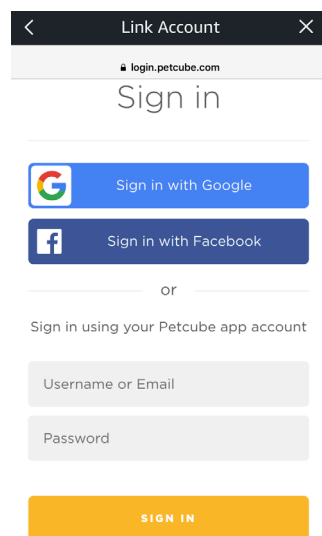 Link Account
login.petcube.com
Sign in
Sign in with Google
Sign in with Facebook
or
Sign in using your Petcube app account
Username or Email
Password
SIGN IN